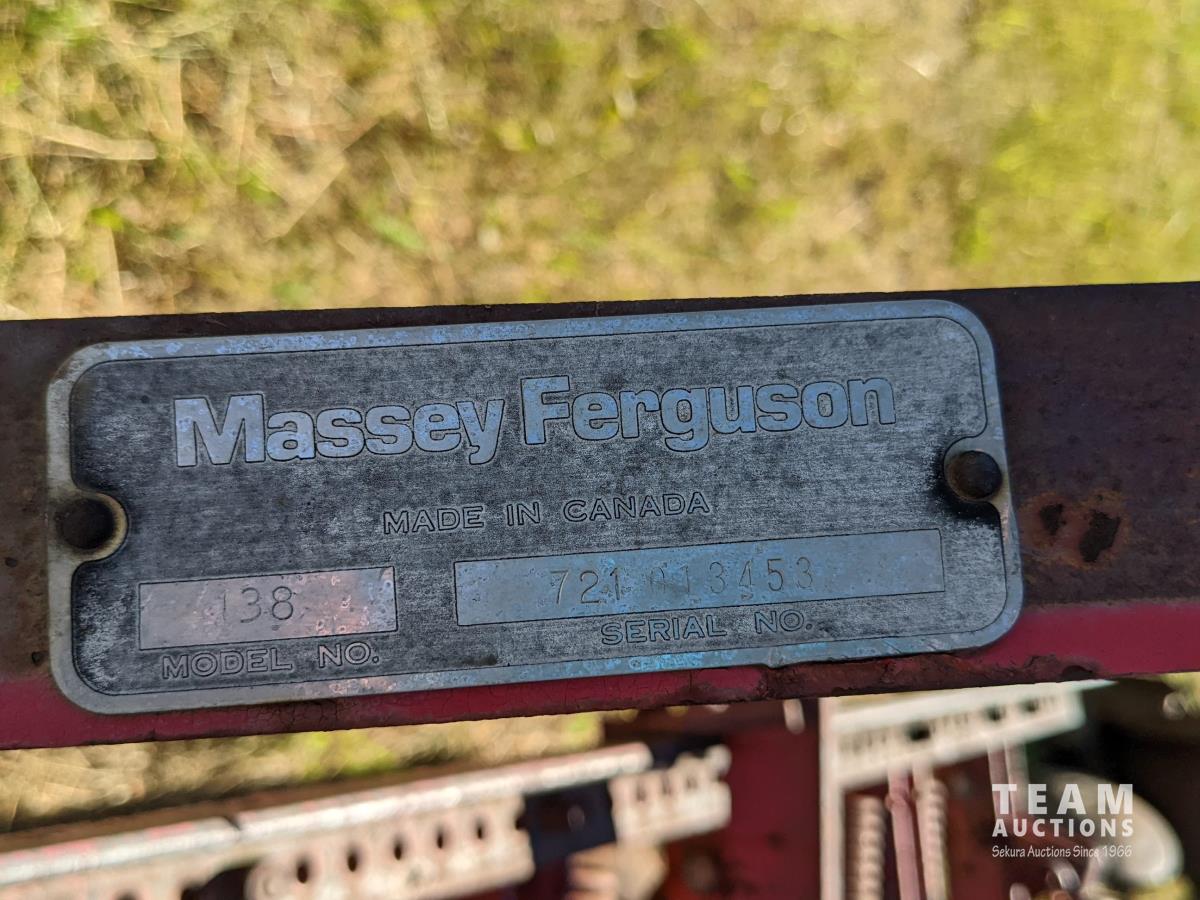 Massey Ferguson
MADE IN CANADA
138
721 013453
MODEL NO.
SERIAL NO.
TEAM
AUCTIONS
Sekura Auctions Since 1966